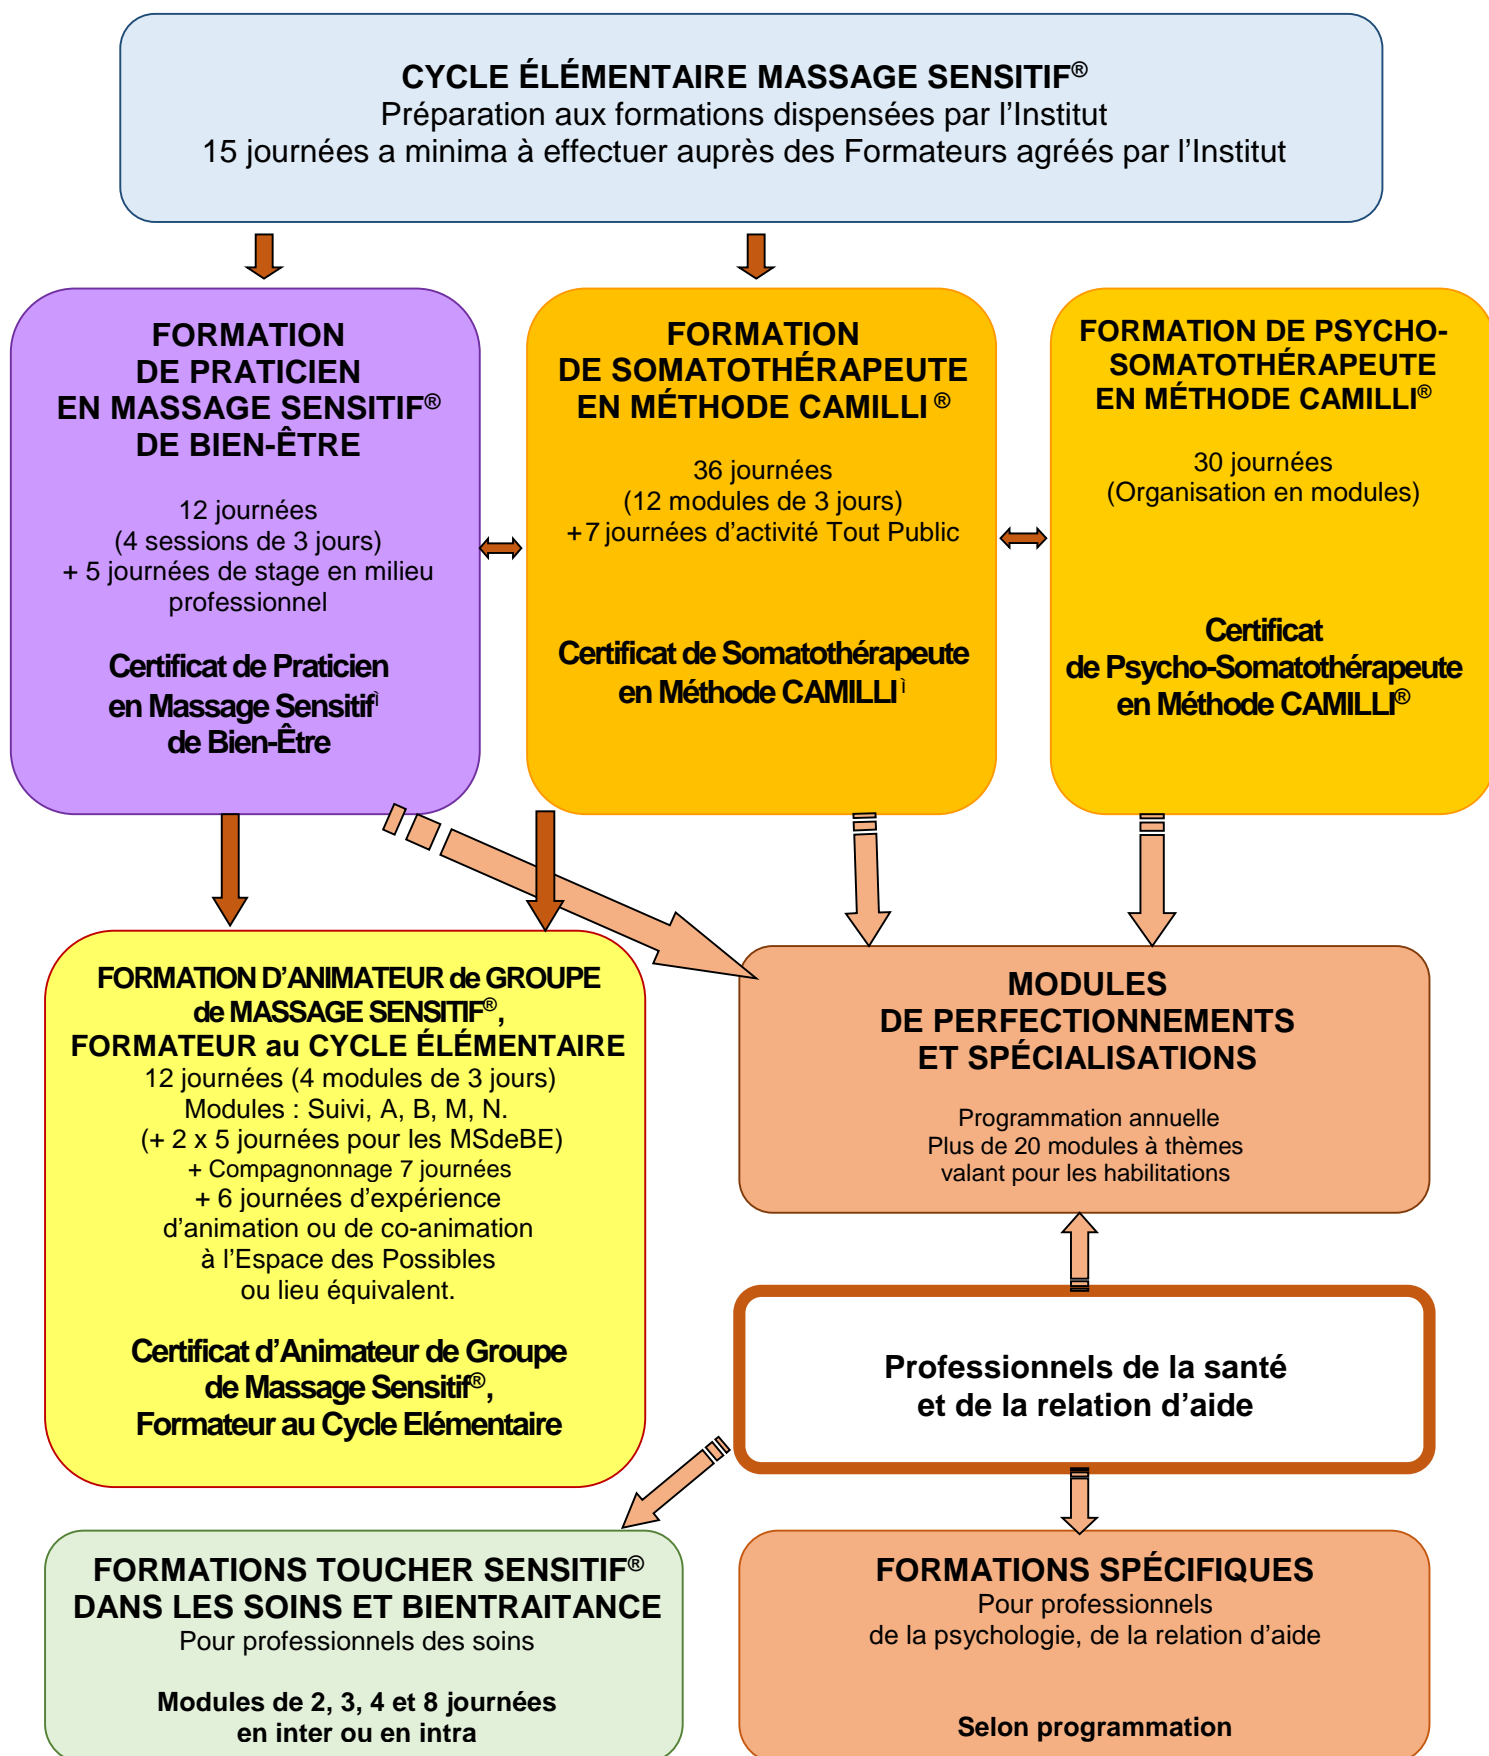 CYCLE ÉLÉMENTAIRE MASSAGE SENSITIF®
Préparation aux formations dispensées par l’Institut
15 journées a minima à effectuer auprès des Formateurs agréés par l’Institut
FORMATION
DE PRATICIEN
EN MASSAGE SENSITIF®
DE BIEN-ÊTRE
12 journées
(4 sessions de 3 jours)
+ 5 journées de stage en milieu
professionnel
Certificat de Praticien
en Massage Sensitifì
de Bien-Être
FORMATION
DE SOMATOTHÉRAPEUTE
EN MÉTHODE CAMILLI ®
36 journées
(12 modules de 3 jours)
+ 7 journées d’activité Tout Public
Certificat de Somatothérapeute
en Méthode CAMILLI ì
FORMATION DE PSYCHO-
SOMATOTHÉRAPEUTE
EN MÉTHODE CAMILLI®
30 journées
(Organisation en modules)
Certificat
de Psycho-Somatothérapeute
en Méthode CAMILLI®
FORMATION D’ANIMATEUR de GROUPE
de MASSAGE SENSITIF®,
FORMATEUR au CYCLE ÉLÉMENTAIRE
12 journées (4 modules de 3 jours)
Modules : Suivi, A, B, M, N.
(+ 2 x 5 journées pour les MSdeBE)
+ Compagnonnage 7 journées
+ 6 journées d’expérience
d’animation ou de co-animation
à l’Espace des Possibles
ou lieu équivalent.
Certificat d’Animateur de Groupe
de Massage Sensitif®,
Formateur au Cycle Elémentaire
MODULES
DE PERFECTIONNEMENTS
ET SPÉCIALISATIONS
Programmation annuelle
Plus de 20 modules à thèmes
valant pour les habilitations
Professionnels de la santé
et de la relation d’aide
FORMATIONS TOUCHER SENSITIF®
DANS LES SOINS ET BIENTRAITANCE
Pour professionnels des soins
Modules de 2, 3, 4 et 8 journées
en inter ou en intra
FORMATIONS SPÉCIFIQUES
Pour professionnels
de la psychologie, de la relation d’aide
Selon programmation